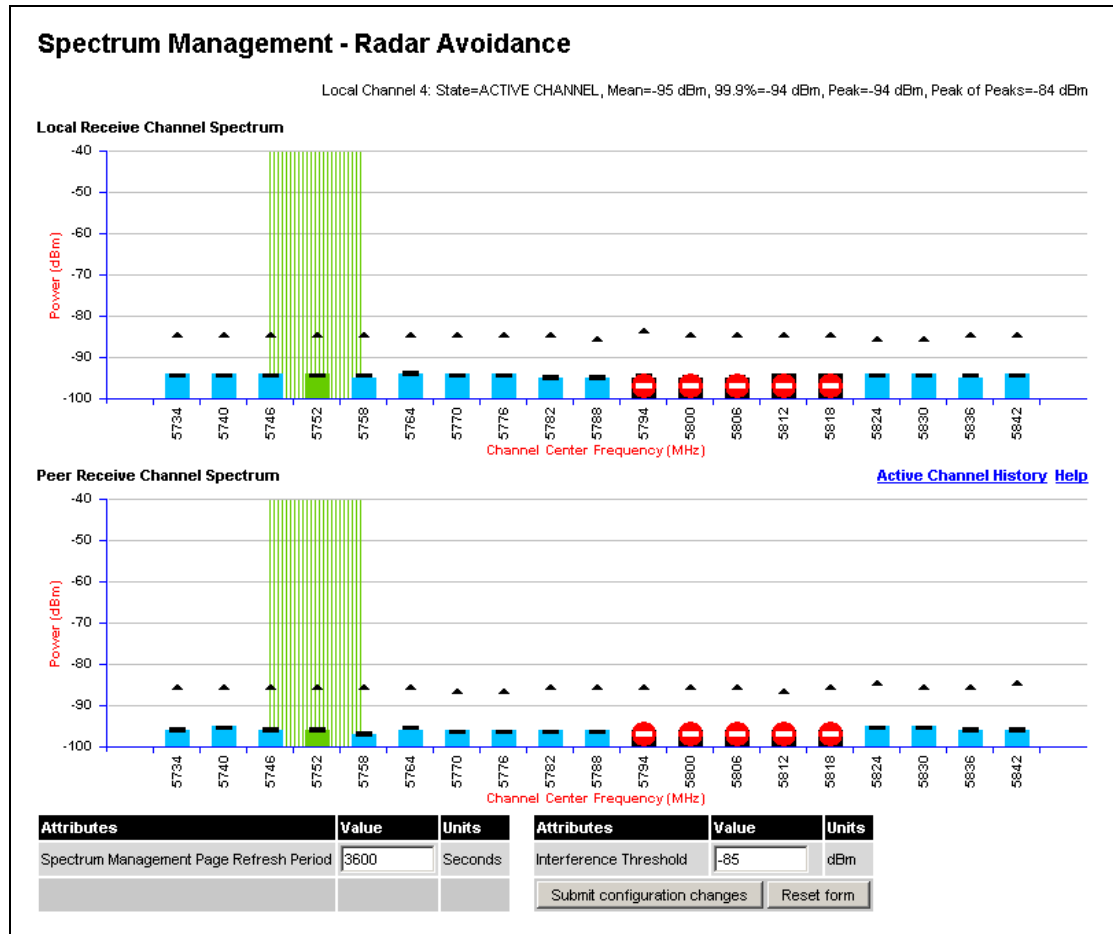 Spectrum Management - Radar Avoidance
Local Channel 4: State=ACTIVE CHANNEL, Mean=-95 dBm, 99.9%=-94 dBm, Peak=-94 dBm, Peak of Peaks=-84 dBm
Local Receive Channel Spectrum
-40
-50
-60
-70
-80
-90
-100
Power (dBm)
5734 5740 5746 5752 5758 5764 5770 5776 5782 5788 5794 5800 5806 5812 5818 5824 5830 5836 5842
Channel Center Frequency (MHz)
Peer Receive Channel Spectrum Active Channel History Help
-40
-50
-60
-70
-80
-90
-100
Power (dBm)
5734 5740 5746 5752 5758 5764 5770 5776 5782 5788 5794 5800 5806 5812 5818 5824 5830 5836 5842
Channel Center Frequency (MHz)
Attributes Value Units Attributes Value Units
Spectrum Management Page Refresh Period 3600 Seconds Interference Threshold -85 dBm
Submit configuration changes Reset form